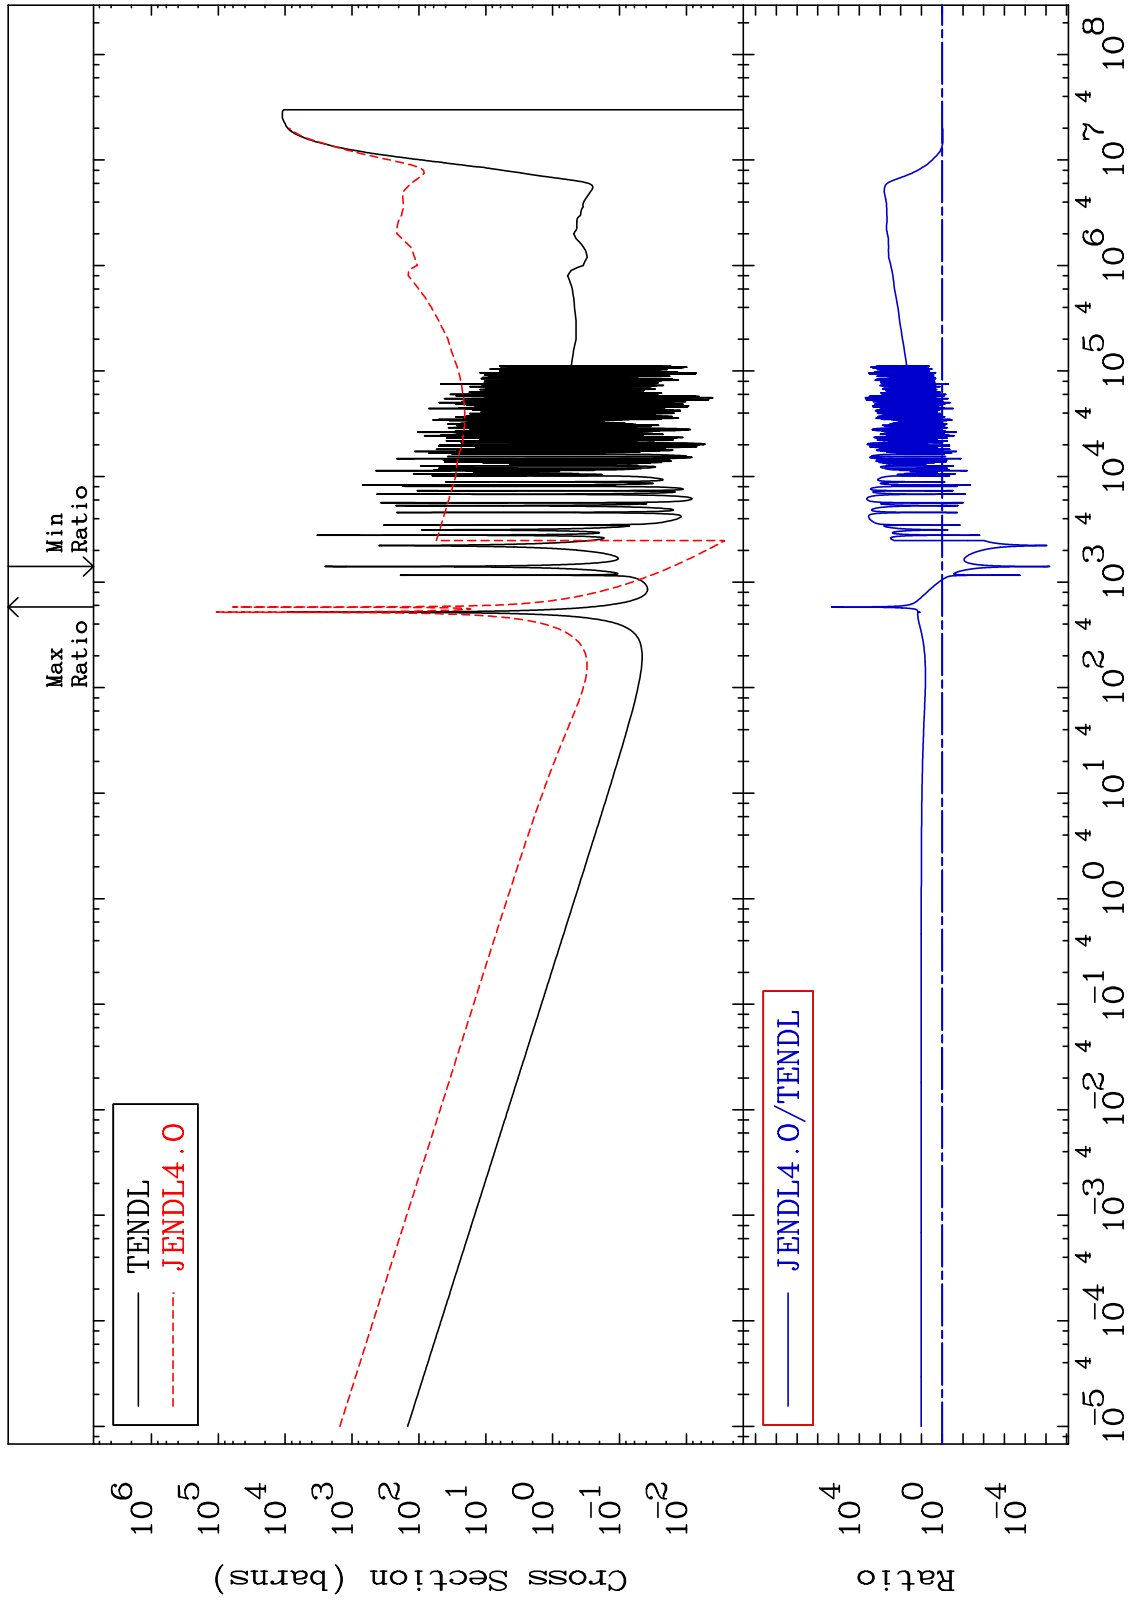 Max
Ratio
Min
Ratio
TENDL
JENDL4.0
10^6
10^5
10^4
10^3
10^2
10^1
10^0
10^-1
10^-2
Cross Section (barns)
JENDL4.0/TENDL
10^4
10^0
10^-4
Ratio
10^-5 4 10^-4 4 10^-3 4 10^-2 4 10^-1 4 10^0 4 10^1 4 10^2 4 10^3 4 10^4 4 10^5 4 10^6 4 10^7 4 10^8